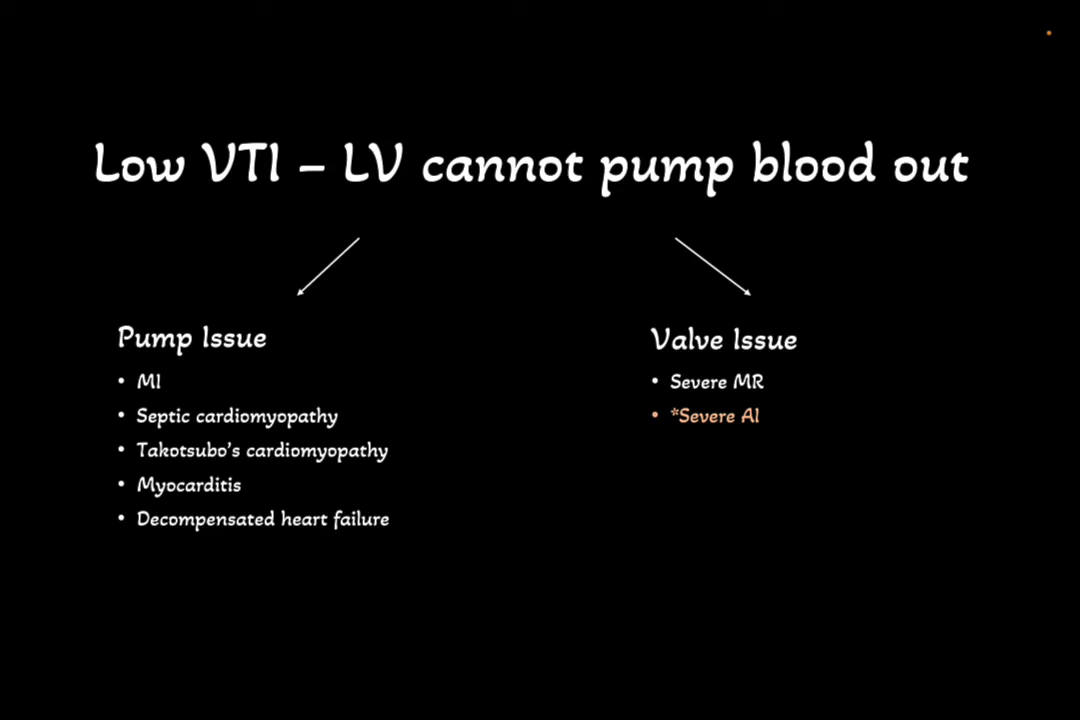 Low VTI – LV cannot pump blood out
Pump Issue
• MI
• Septic cardiomyopathy
• Takotsubo's cardiomyopathy
• Myocarditis
• Decompensated heart failure
Valve Issue
• Severe MR
• *Severe AI